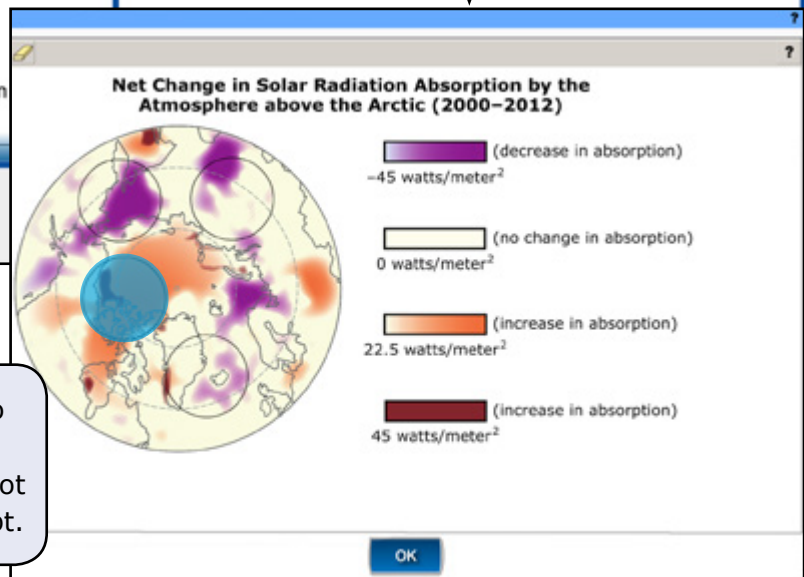 ?
?
Net Change in Solar Radiation Absorption by the
Atmosphere above the Arctic (2000–2012)
(decrease in absorption)
–45 watts/meter²
(no change in absorption)
0 watts/meter²
(increase in absorption)
22.5 watts/meter²
(increase in absorption)
45 watts/meter²
OK